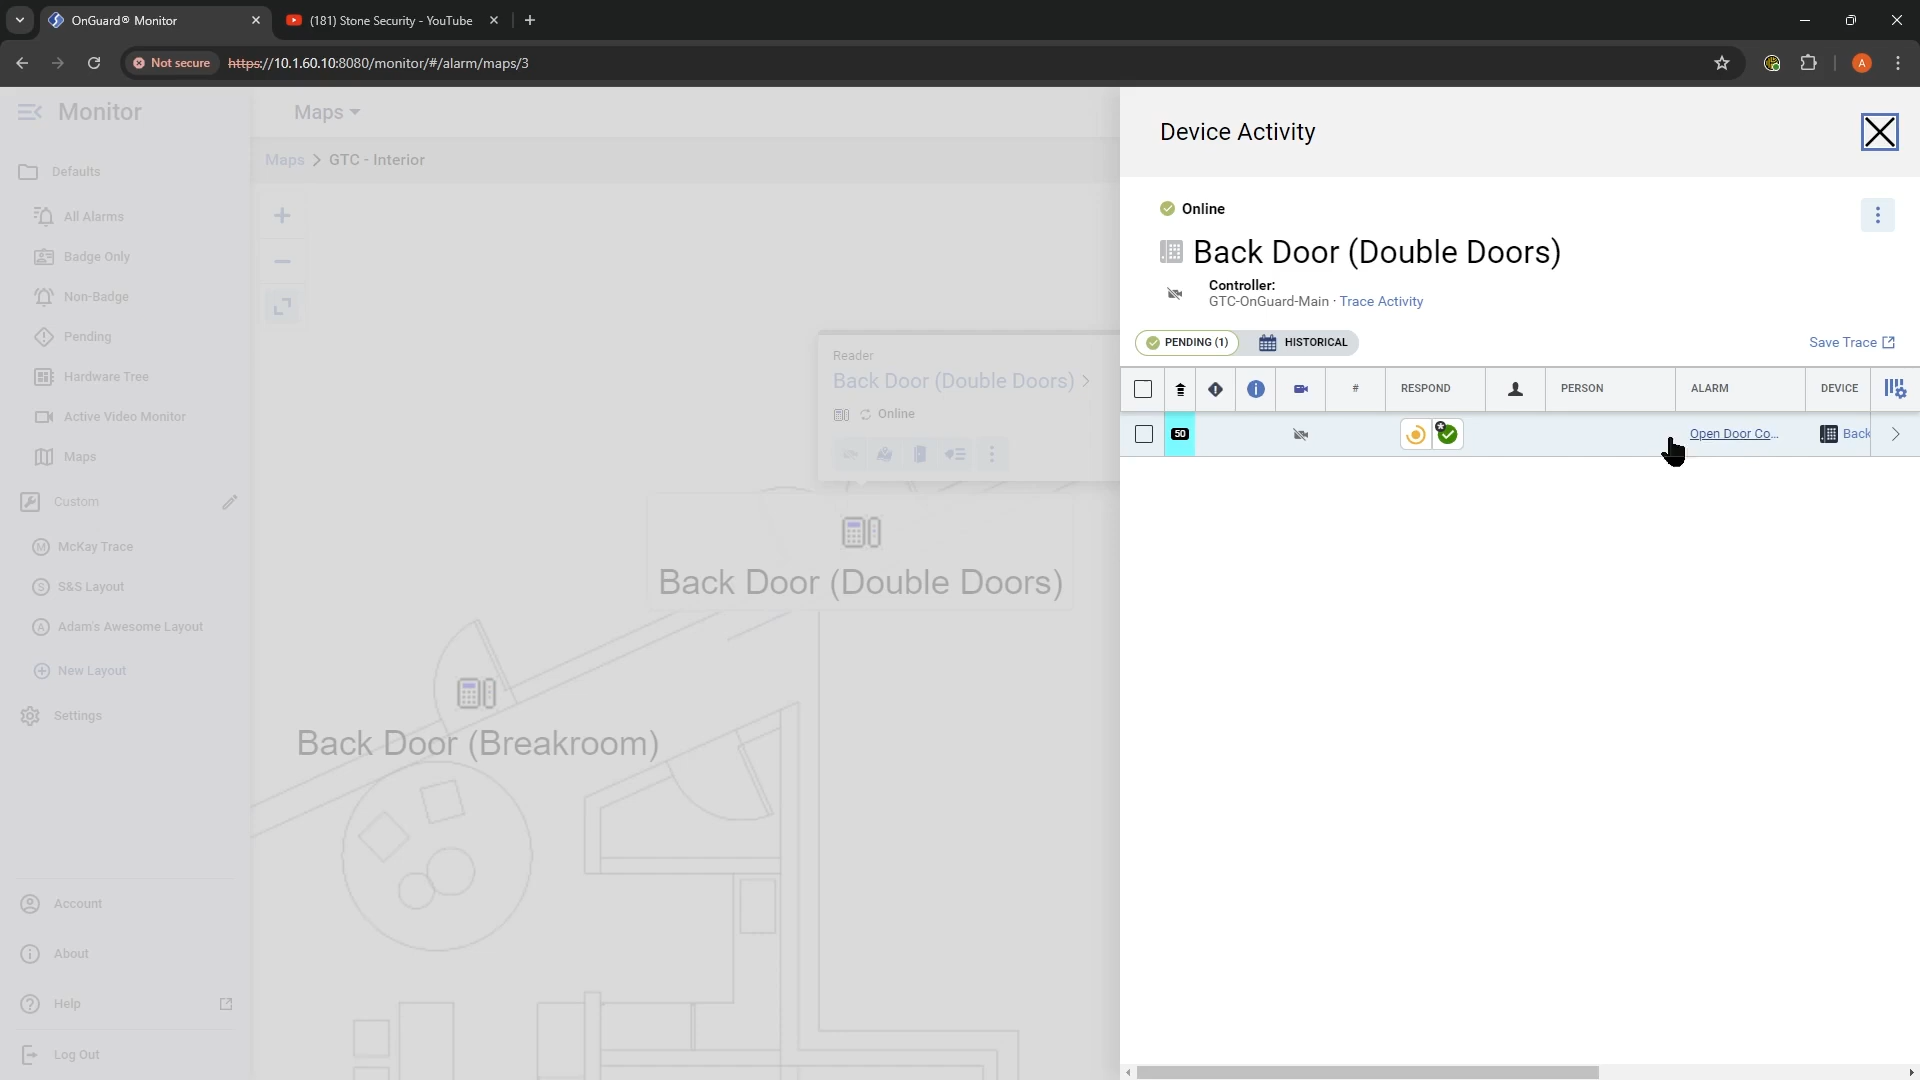 OnGuard® Monitor
(181) Stone Security - YouTube
Not secure
https://10.1.60.10:8080/monitor/#/alarm/maps/3
A
Monitor
Defaults
All Alarms
Badge Only
Non-Badge
Pending
Hardware Tree
Active Video Monitor
Maps
Custom
M McKay Trace
S S&S Layout
A Adam's Awesome Layout
New Layout
Settings
Account
About
Help
Log Out
Maps
Maps > GTC - Interior
Reader
Back Door (Double Doors)
Online
Back Door (Double Doors)
Back Door (Breakroom)
Device Activity
Online
Back Door (Double Doors)
Controller:
GTC-OnGuard-Main · Trace Activity
PENDING (1)
HISTORICAL
Save Trace
# RESPOND PERSON ALARM DEVICE
50 Open Door Co... Back